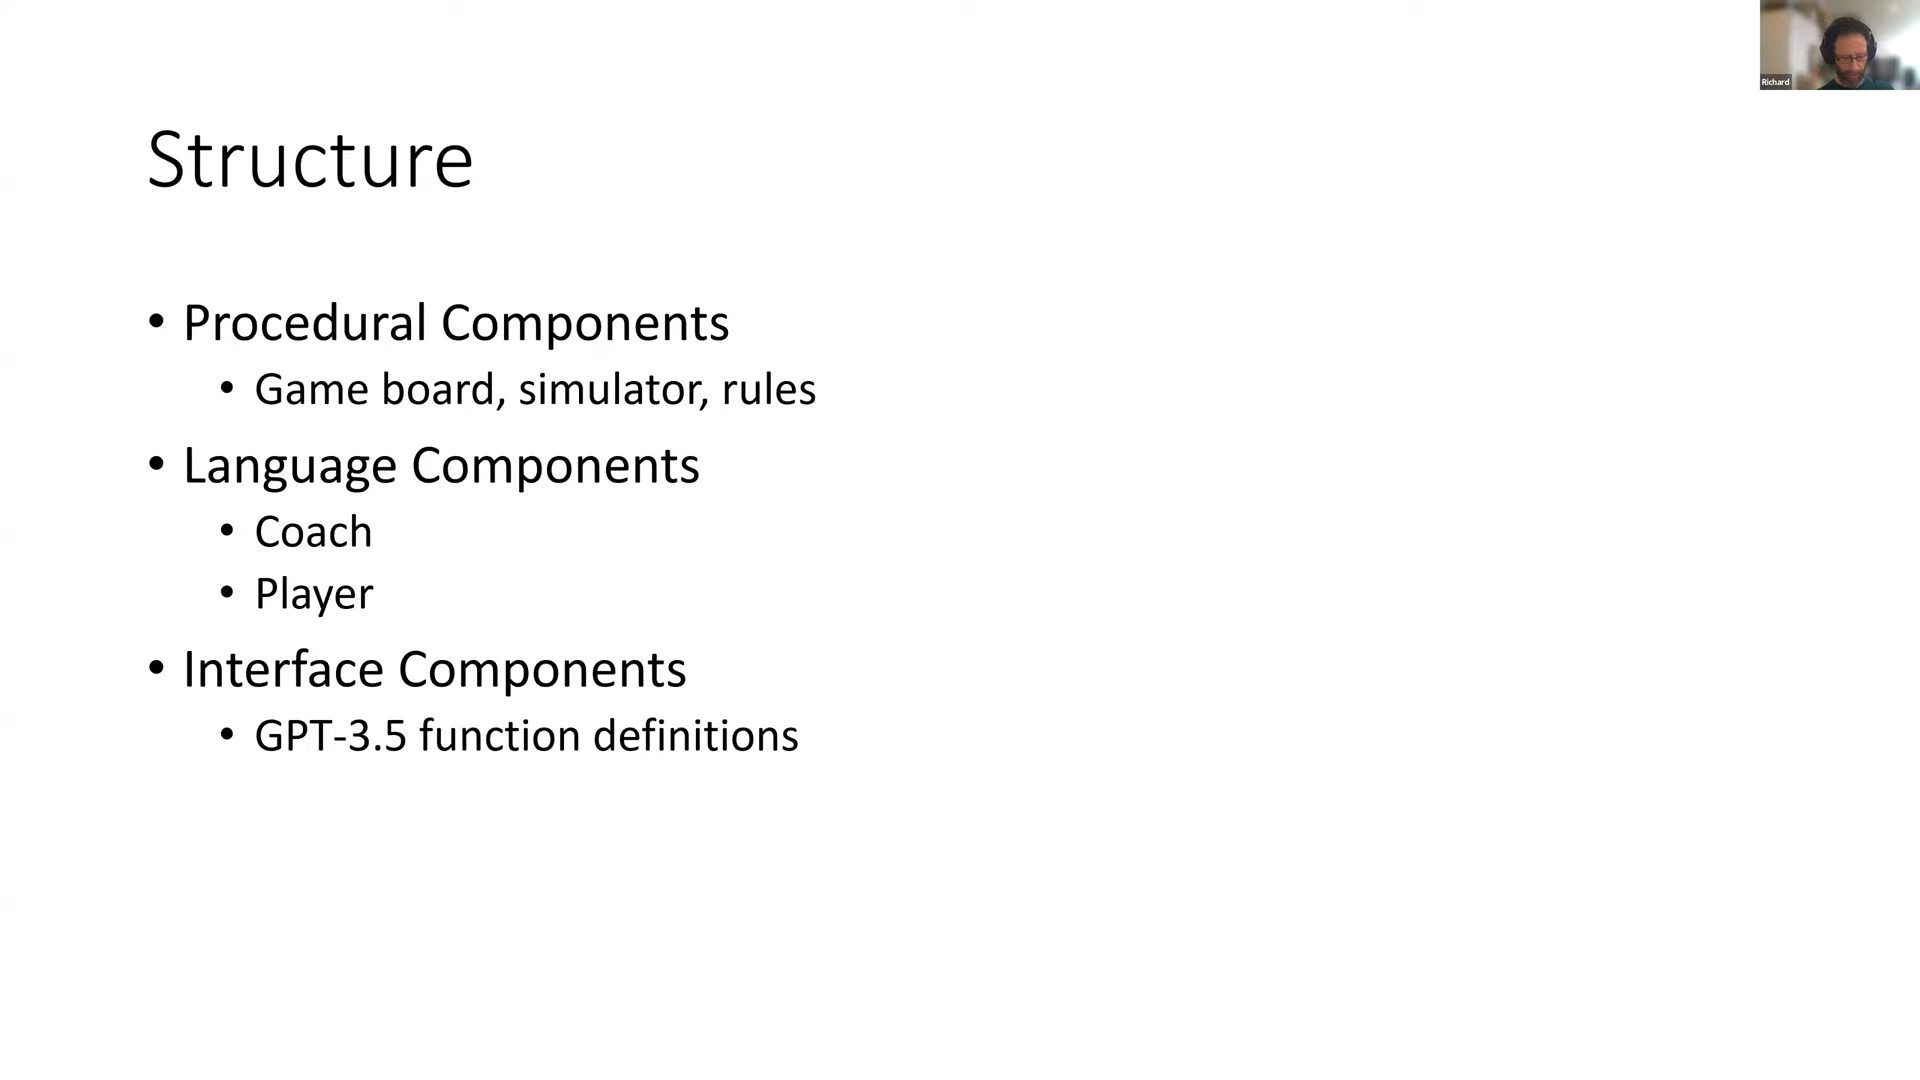 Richard
Structure
• Procedural Components
• Game board, simulator, rules
• Language Components
• Coach
• Player
• Interface Components
• GPT-3.5 function definitions